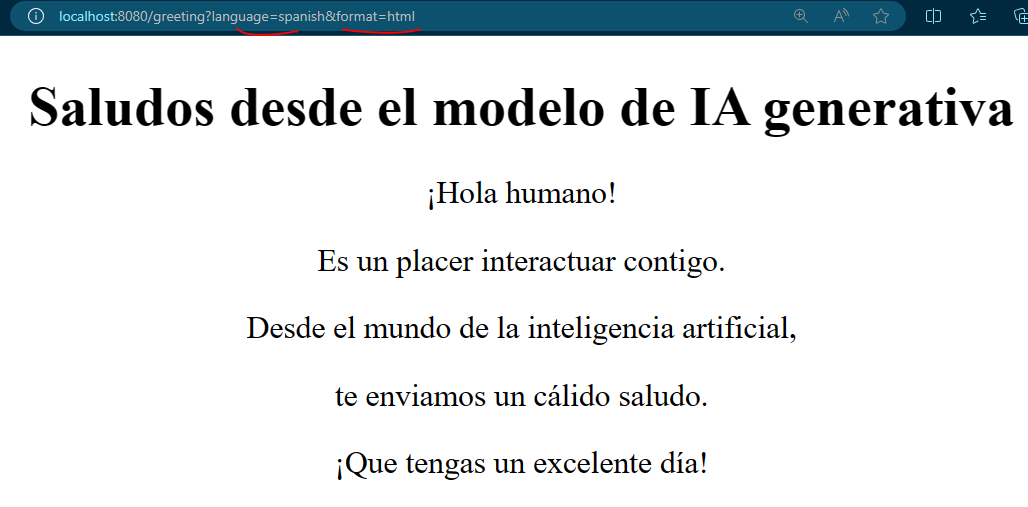 localhost:8080/greeting?language=spanish&format=html
Saludos desde el modelo de IA generativa
¡Hola humano!
Es un placer interactuar contigo.
Desde el mundo de la inteligencia artificial,
te enviamos un cálido saludo.
¡Que tengas un excelente día!